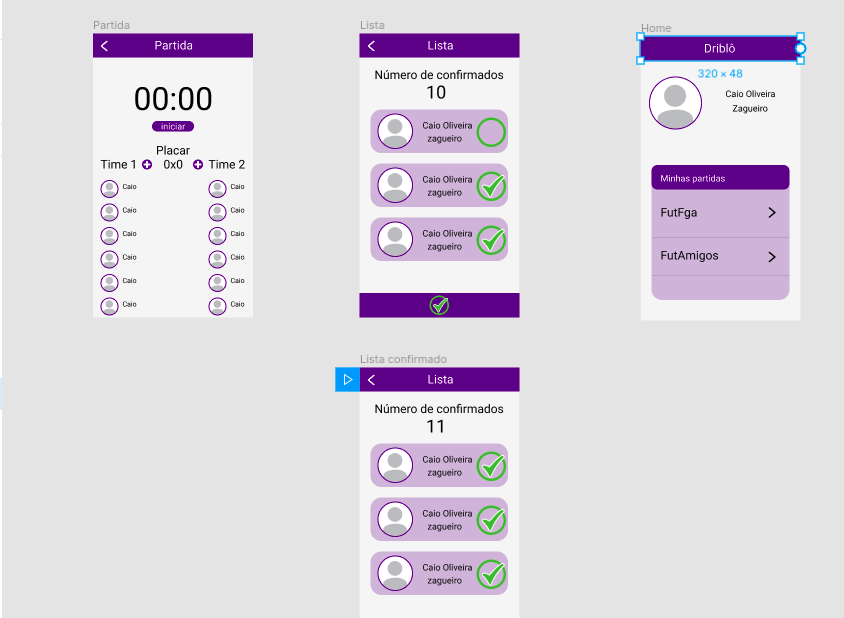 Partida
Partida
00:00
iniciar
Placar
Time 1 0x0 Time 2
Caio Caio
Caio Caio
Caio Caio
Caio Caio
Caio Caio
Caio Caio
Lista
Lista
Número de confirmados
10
Caio Oliveira
zagueiro
Caio Oliveira
zagueiro
Caio Oliveira
zagueiro
Home
Driblô
320 × 48
Caio Oliveira
Zagueiro
Minhas partidas
FutFga
FutAmigos
Lista confirmado
Lista
Número de confirmados
11
Caio Oliveira
zagueiro
Caio Oliveira
zagueiro
Caio Oliveira
zagueiro